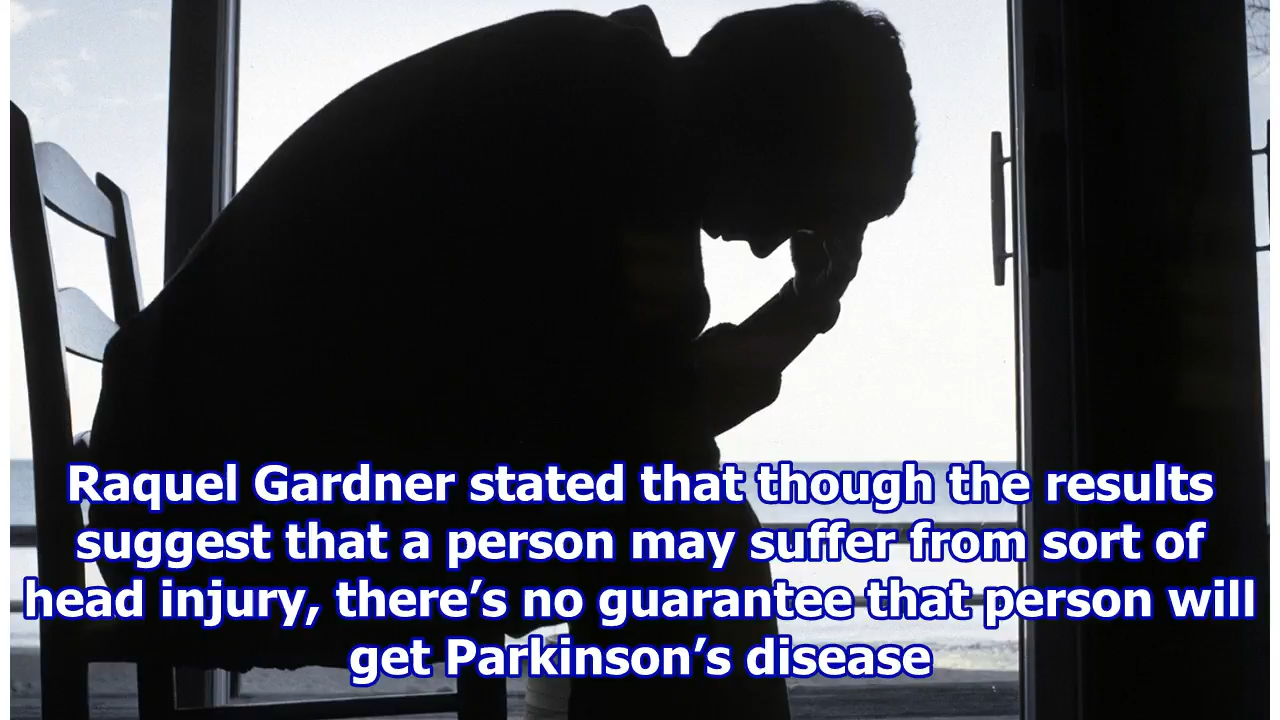 Raquel Gardner stated that though the results
suggest that a person may suffer from sort of
head injury, there’s no guarantee that person will
get Parkinson’s disease